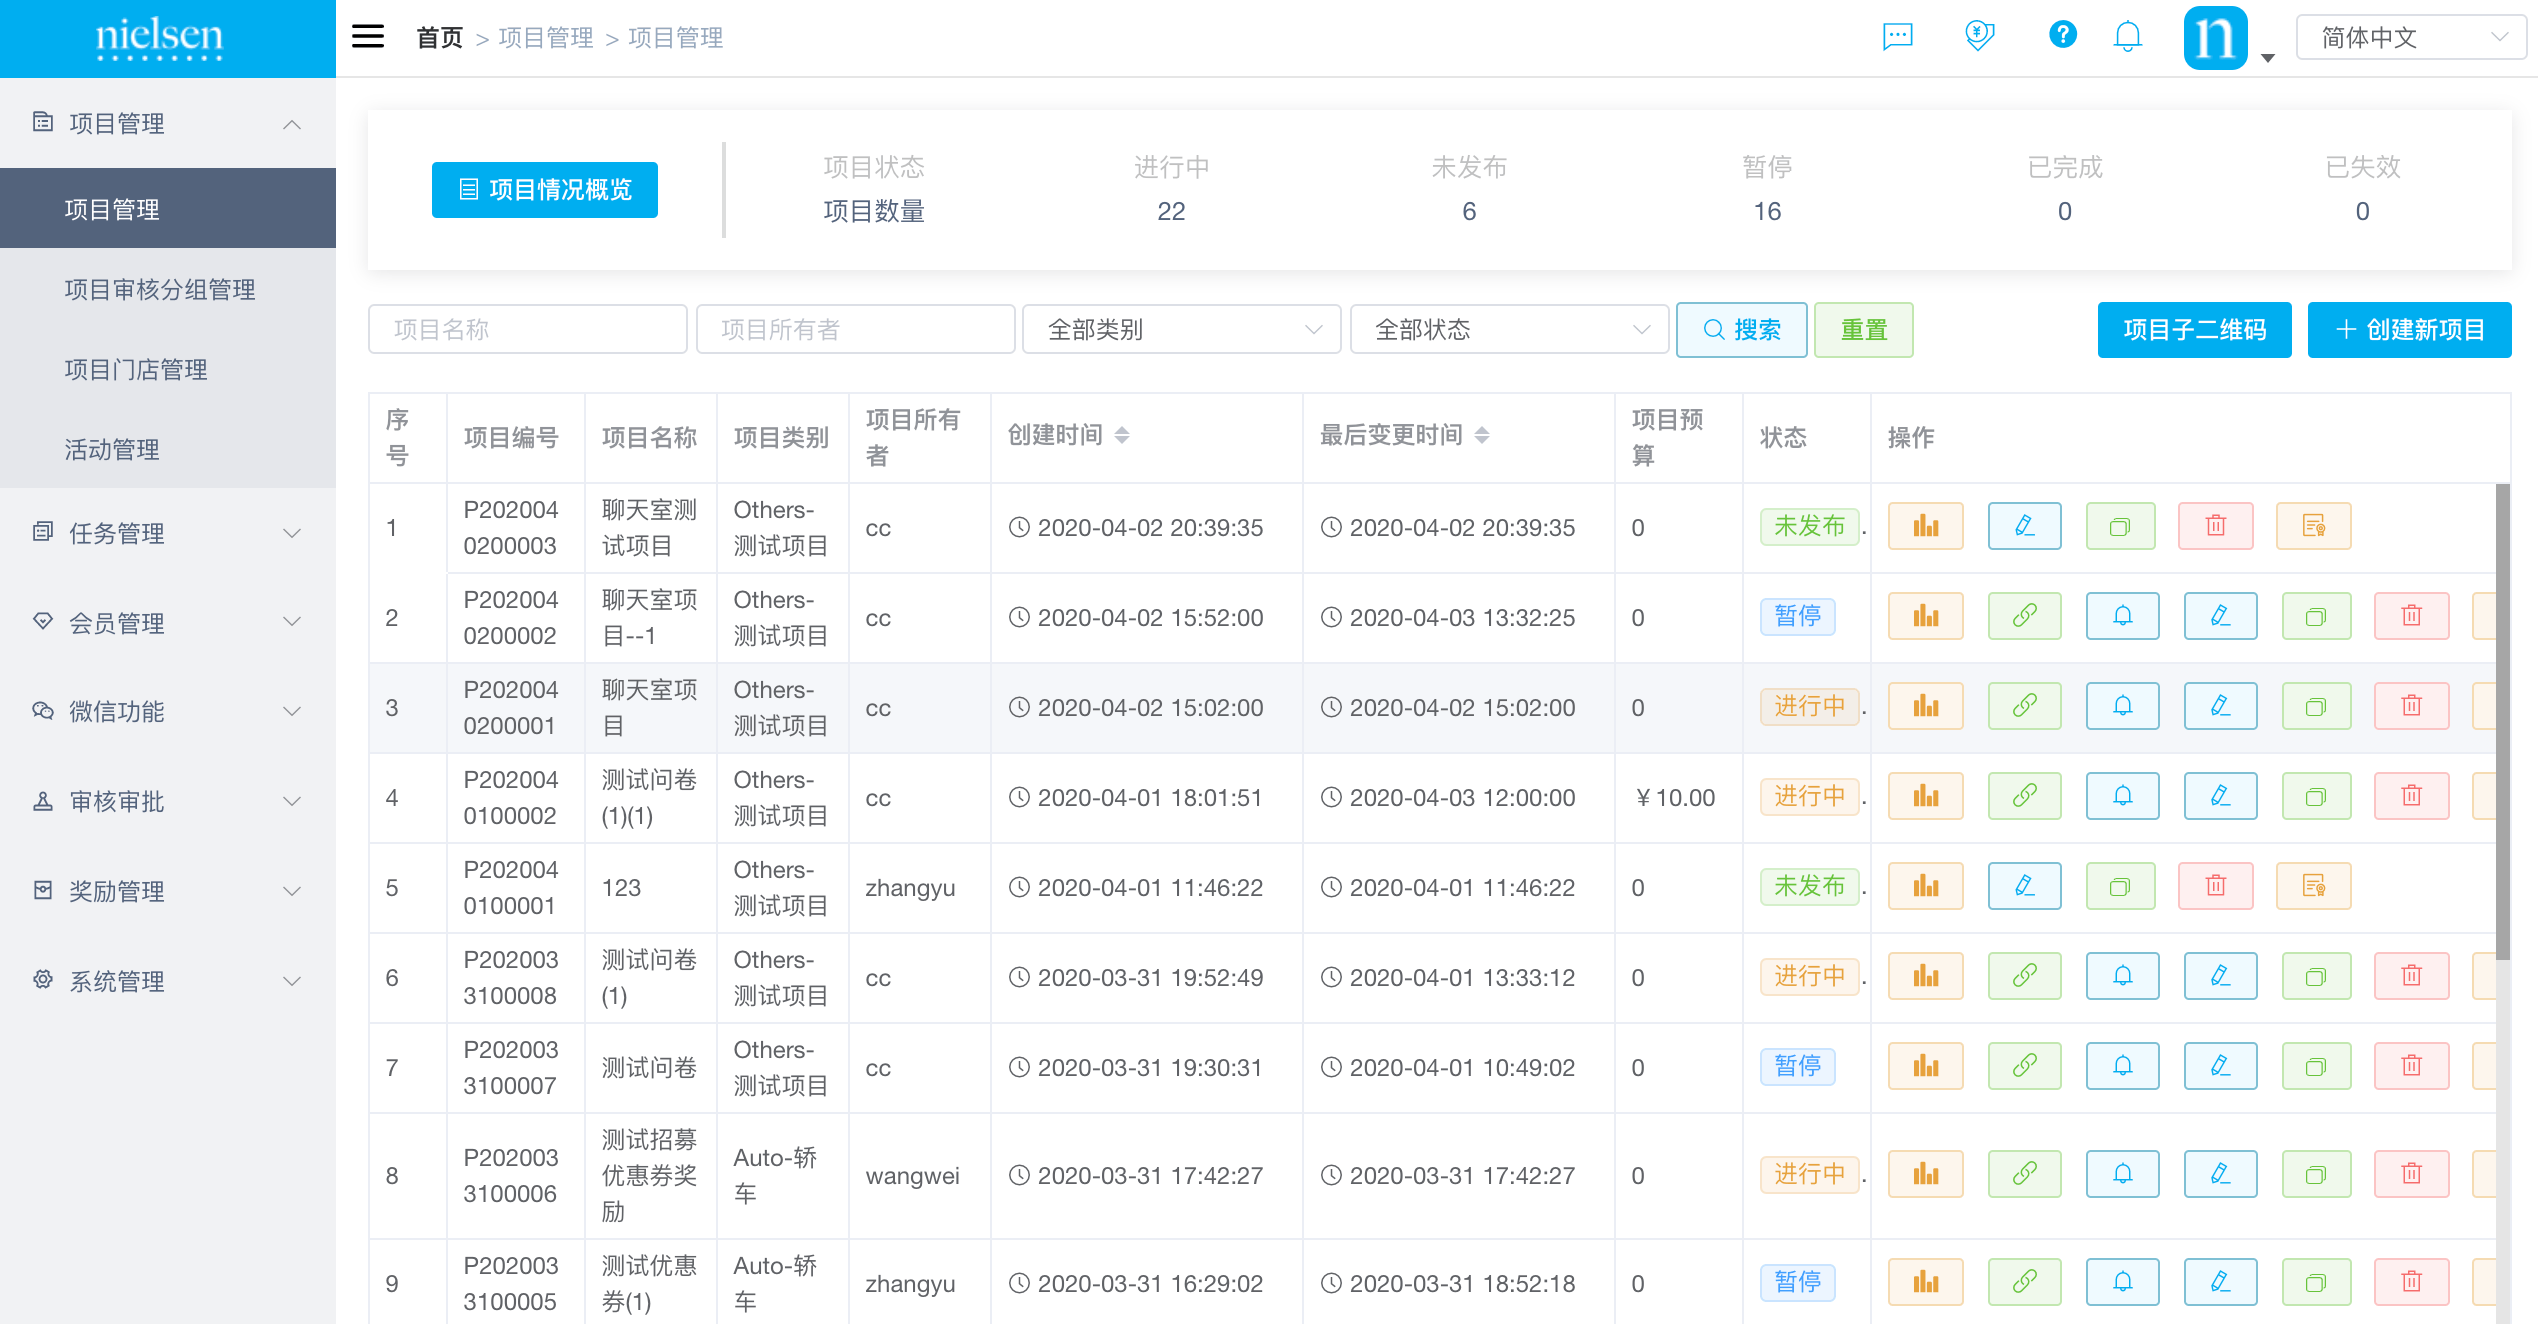 nielsen
首页 > 项目管理 > 项目管理
n
简体中文
项目管理
项目管理
项目审核分组管理
项目门店管理
活动管理
任务管理
会员管理
微信功能
审核审批
奖励管理
系统管理
项目情况概览
项目状态 进行中 未发布 暂停 已完成 已失效
项目数量 22 6 16 0 0
项目名称 项目所有者 全部类别 全部状态 搜索 重置 项目子二维码 创建新项目
序号 项目编号 项目名称 项目类别 项目所有者 创建时间 最后变更时间 项目预算 状态 操作
1 P2020040200003 聊天室测试项目 Others-测试项目 cc 2020-04-02 20:39:35 2020-04-02 20:39:35 0 未发布 .
2 P2020040200002 聊天室项目--1 Others-测试项目 cc 2020-04-02 15:52:00 2020-04-03 13:32:25 0 暂停
3 P2020040200001 聊天室项目 Others-测试项目 cc 2020-04-02 15:02:00 2020-04-02 15:02:00 0 进行中 .
4 P2020040100002 测试问卷(1)(1) Others-测试项目 cc 2020-04-01 18:01:51 2020-04-03 12:00:00 ¥10.00 进行中 .
5 P2020040100001 123 Others-测试项目 zhangyu 2020-04-01 11:46:22 2020-04-01 11:46:22 0 未发布 .
6 P2020033100008 测试问卷(1) Others-测试项目 cc 2020-03-31 19:52:49 2020-04-01 13:33:12 0 进行中 .
7 P2020033100007 测试问卷 Others-测试项目 cc 2020-03-31 19:30:31 2020-04-01 10:49:02 0 暂停
8 P2020033100006 测试招募优惠券奖励 Auto-轿车 wangwei 2020-03-31 17:42:27 2020-03-31 17:42:27 0 进行中 .
9 P2020033100005 测试优惠券(1) Auto-轿车 zhangyu 2020-03-31 16:29:02 2020-03-31 18:52:18 0 暂停